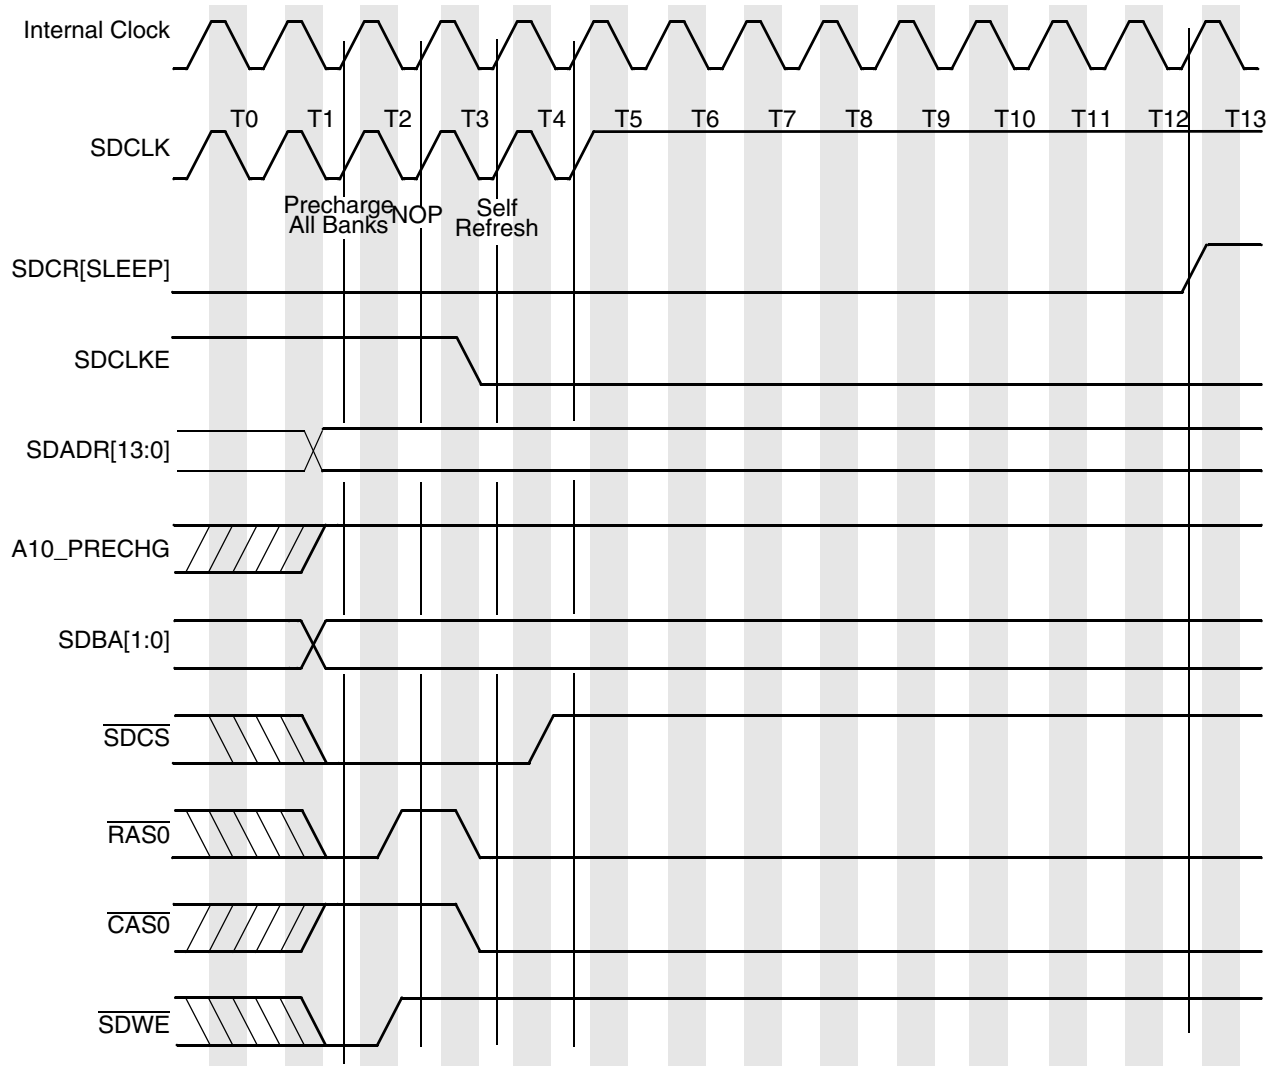 Internal Clock
T0 T1 T2 T3 T4 T5 T6 T7 T8 T9 T10 T11 T12 T13
SDCLK
Precharge
All Banks
NOP
Self
Refresh
SDCR[SLEEP]
SDCLKE
SDADR[13:0]
A10_PRECHG
SDBA[1:0]
SDCS
RAS0
CAS0
SDWE